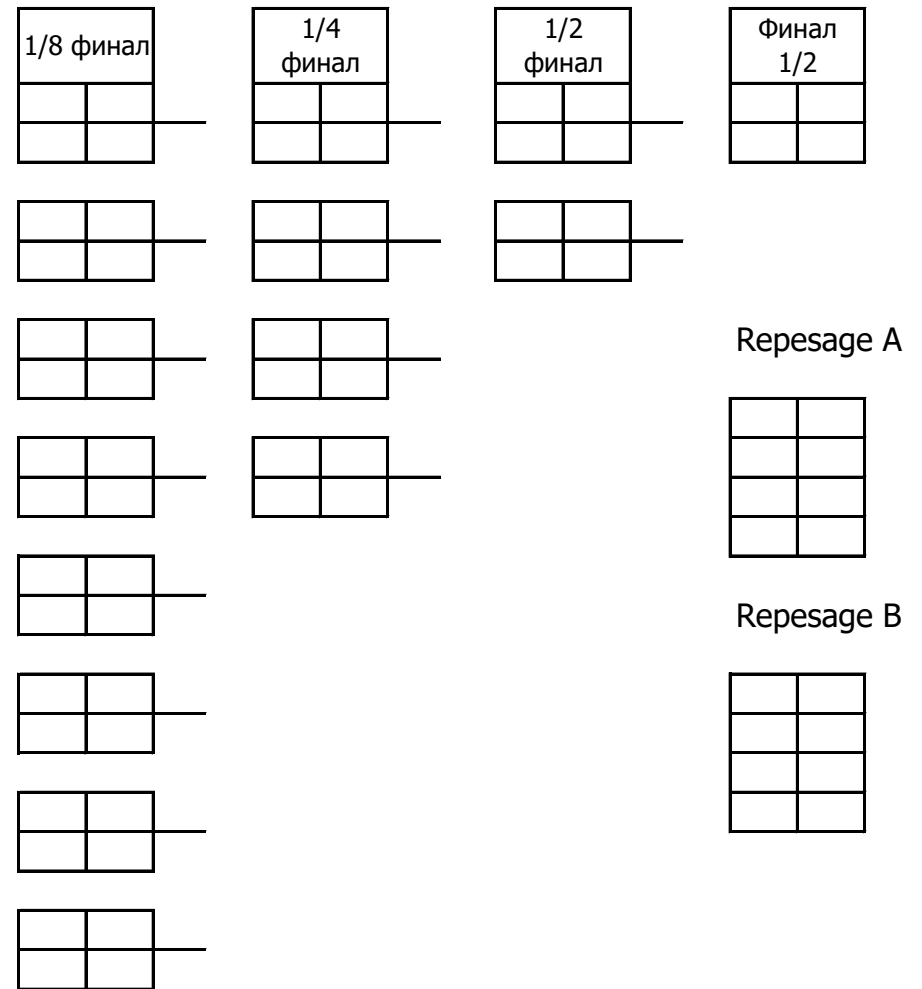 1/8 финал
1/4
финал
1/2
финал
Финал
1/2
Repesage A
Repesage B